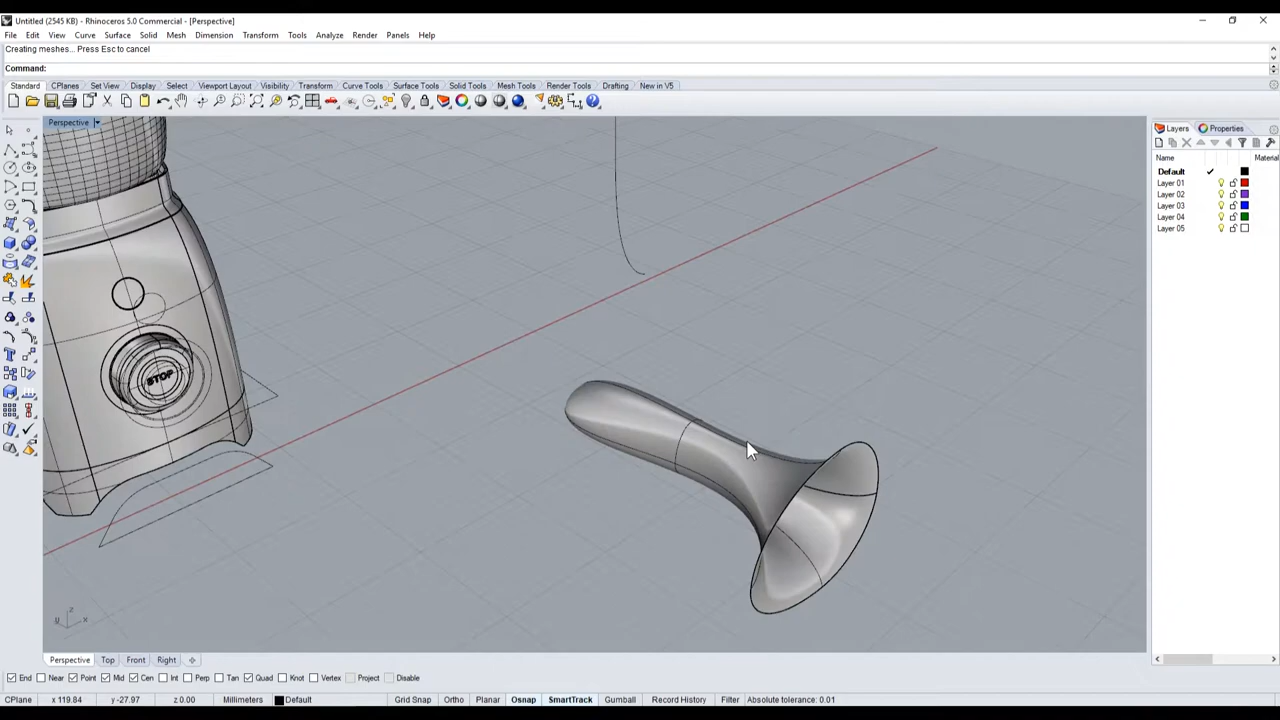 Untitled (2545 KB) - Rhinoceros 5.0 Commercial - [Perspective]
File Edit View Curve Surface Solid Mesh Dimension Transform Tools Analyze Render Panels Help
Creating meshes... Press Esc to cancel
Command:
Standard CPlanes Set View Display Select Viewport Layout Visibility Transform Curve Tools Surface Tools Solid Tools Mesh Tools Render Tools Drafting New in V5
Perspective
Layers Properties
Name Material
Default
Layer 01
Layer 02
Layer 03
Layer 04
Layer 05
STOP
z
y x
Perspective Top Front Right
End Near Point Mid Cen Int Perp Tan Quad Knot Vertex Project Disable
CPlane x 119.84 y -27.97 z 0.00 Millimeters Default Grid Snap Ortho Planar Osnap SmartTrack Gumball Record History Filter Absolute tolerance: 0.01